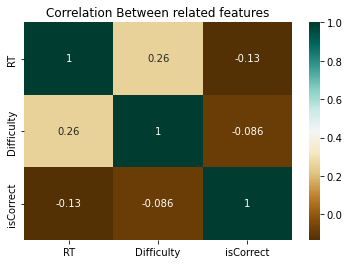 Correlation Between related features
RT
1
0.26
-0.13
Difficulty
0.26
1
-0.086
isCorrect
-0.13
-0.086
1
RT
Difficulty
isCorrect
1.0
0.8
0.6
0.4
0.2
0.0